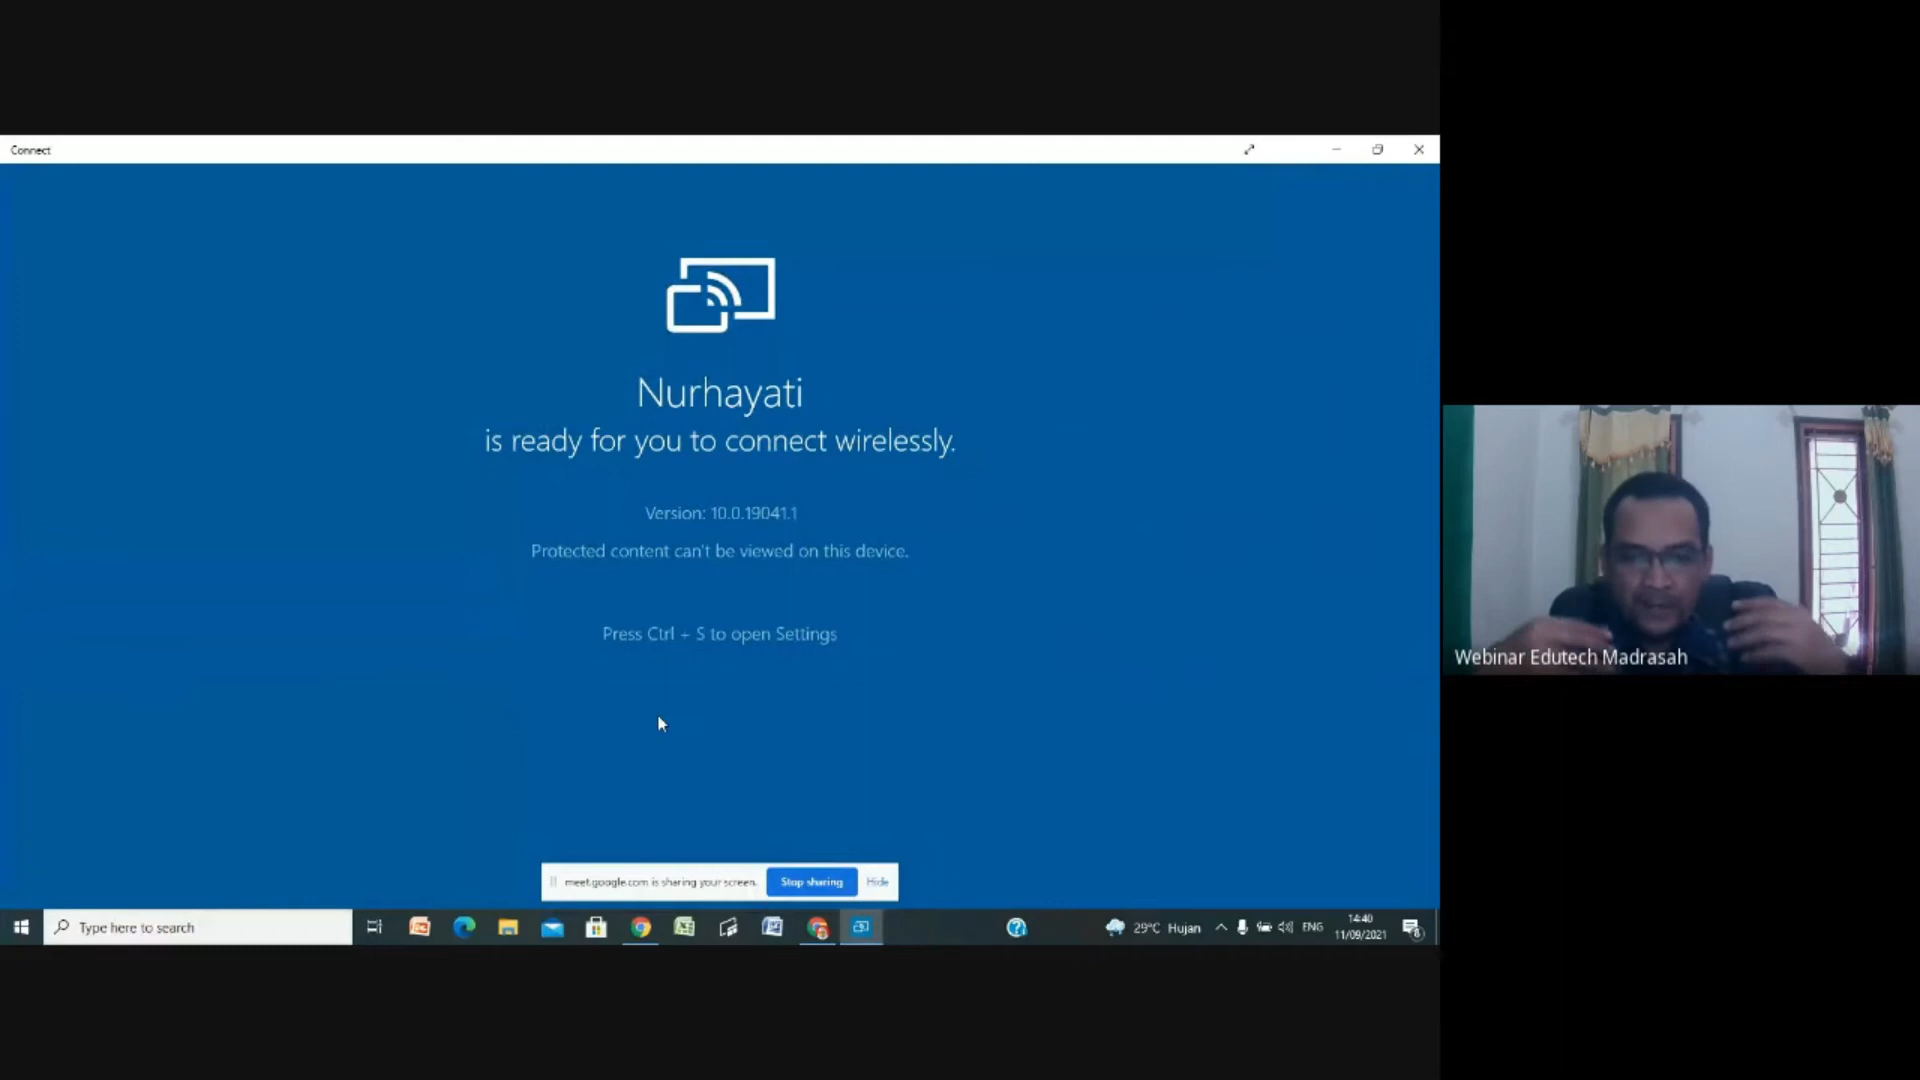 Connect
Nurhayati
is ready for you to connect wirelessly.
Version: 10.0.19041.1
Protected content can't be viewed on this device.
Press Ctrl + S to open Settings
Webinar Edutech Madrasah
meet.google.com is sharing your screen.
Stop sharing
Hide
Type here to search
29°C Hujan
ENG
14:40
11/09/2021
8